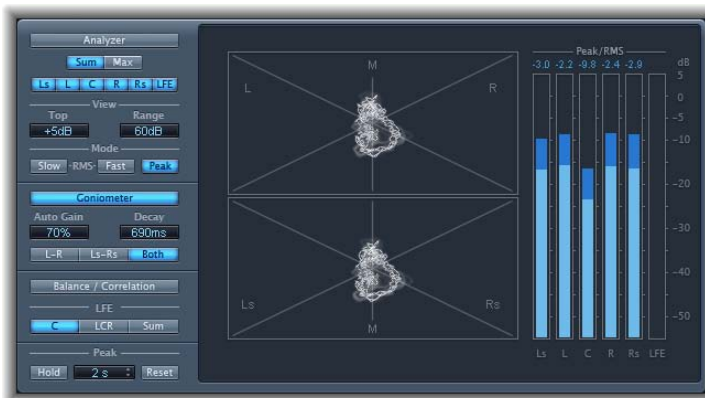 Analyzer
Sum Max
Ls L C R Rs LFE
View
Top Range
+5dB 60dB
Mode
Slow -RMS- Fast Peak
Goniometer
Auto Gain Decay
70% 690ms
L-R Ls-Rs Both
Balance / Correlation
LFE
C LCR Sum
Peak
Hold 2 s Reset
M
L R
Ls Rs
M
Peak/RMS
-3.0 -2.2 -9.8 -2.4 -2.9 dB
5
0
-5
-10
-20
-30
-40
-50
Ls L C R Rs LFE